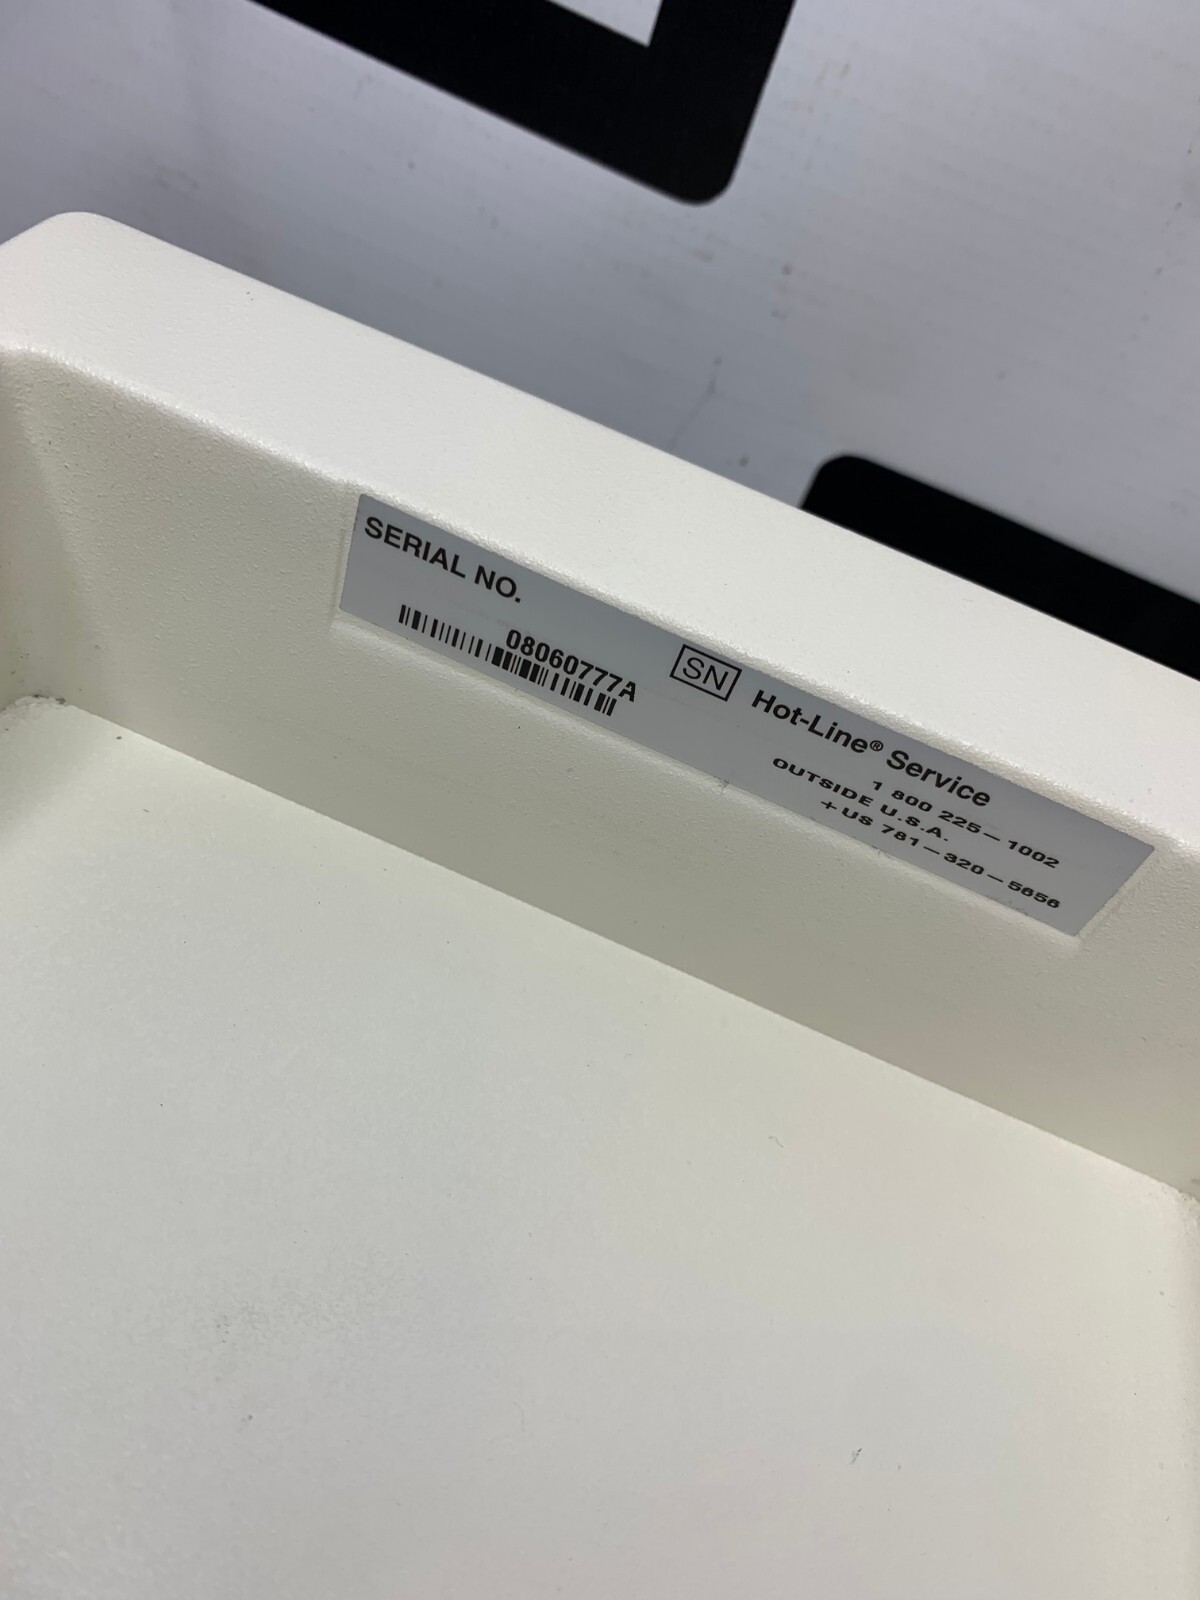 SERIAL NO.
08060777A
SN
Hot-Line® Service
1 800 225-1002
OUTSIDE U.S.A.
+US 781-320-5656